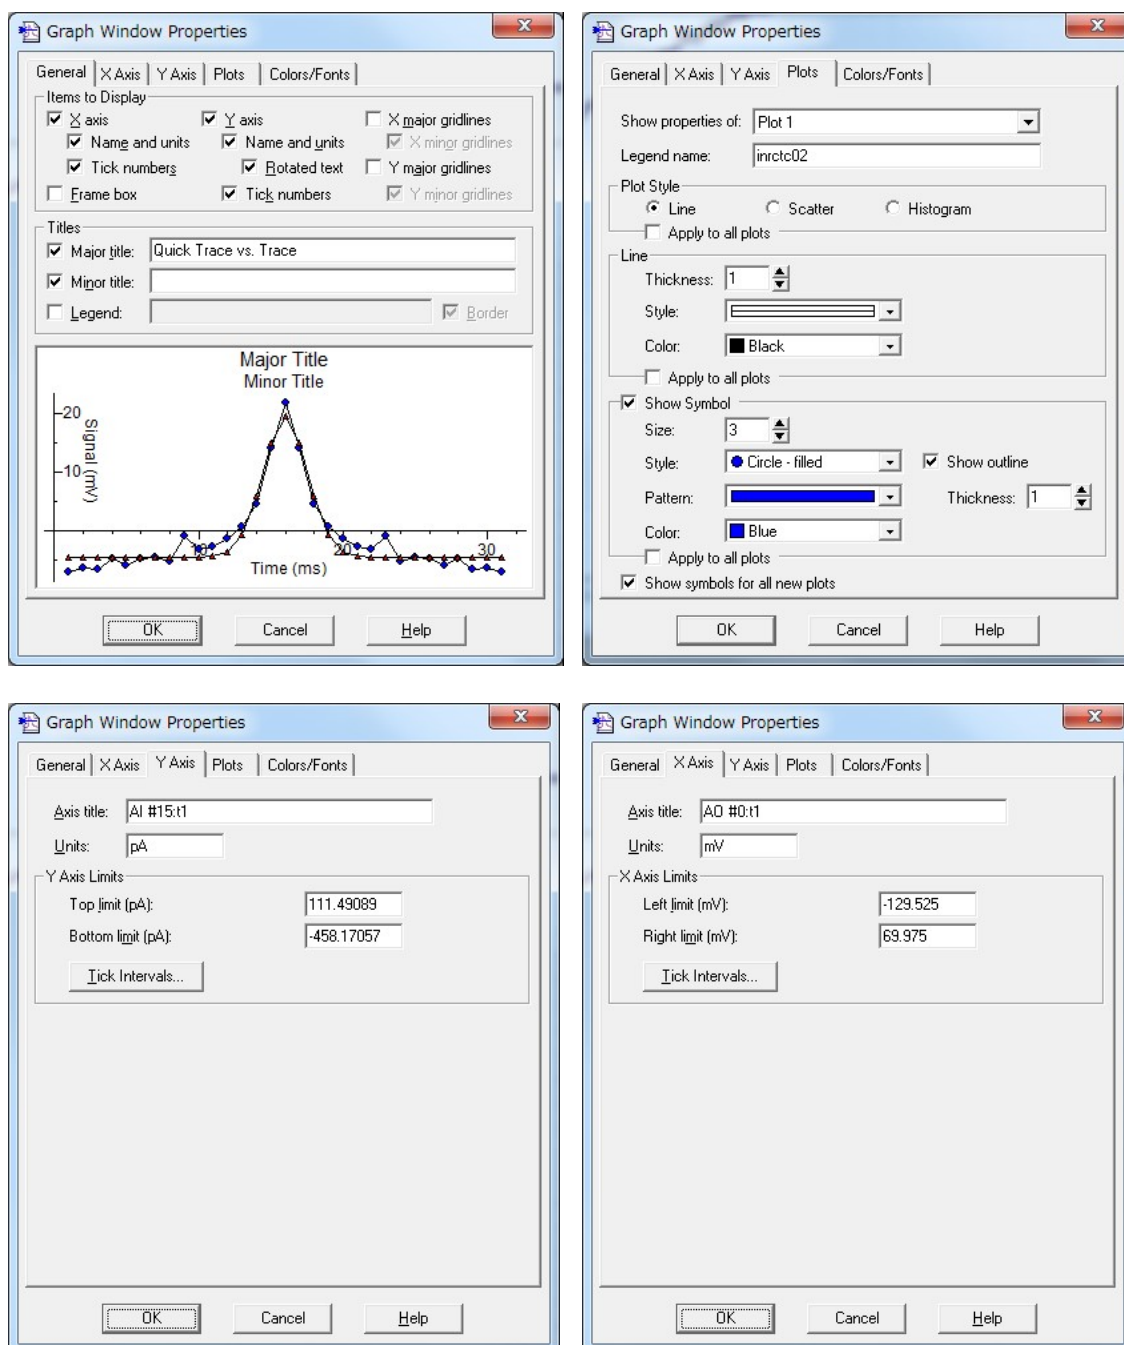 Graph Window Properties
General X Axis Y Axis Plots Colors/Fonts
Items to Display
X axis Y axis X major gridlines
Name and units Name and units X minor gridlines
Tick numbers Rotated text Y major gridlines
Frame box Tick numbers Y minor gridlines
Titles
Major title: Quick Trace vs. Trace
Minor title:
Legend: Border
Major Title
Minor Title
20
10
Signal (mV)
10 20 30
Time (ms)
OK Cancel Help
Graph Window Properties
General X Axis Y Axis Plots Colors/Fonts
Show properties of: Plot 1
Legend name: inrctc02
Plot Style
Line Scatter Histogram
Apply to all plots
Line
Thickness: 1
Style:
Color: Black
Apply to all plots
Show Symbol
Size: 3
Style: Circle - filled Show outline
Pattern: Thickness: 1
Color: Blue
Apply to all plots
Show symbols for all new plots
OK Cancel Help
Graph Window Properties
General X Axis Y Axis Plots Colors/Fonts
Axis title: AI #15:t1
Units: pA
Y Axis Limits
Top limit (pA): 111.49089
Bottom limit (pA): -458.17057
Tick Intervals...
OK Cancel Help
Graph Window Properties
General X Axis Y Axis Plots Colors/Fonts
Axis title: AO #0:t1
Units: mV
X Axis Limits
Left limit (mV): -129.525
Right limit (mV): 69.975
Tick Intervals...
OK Cancel Help